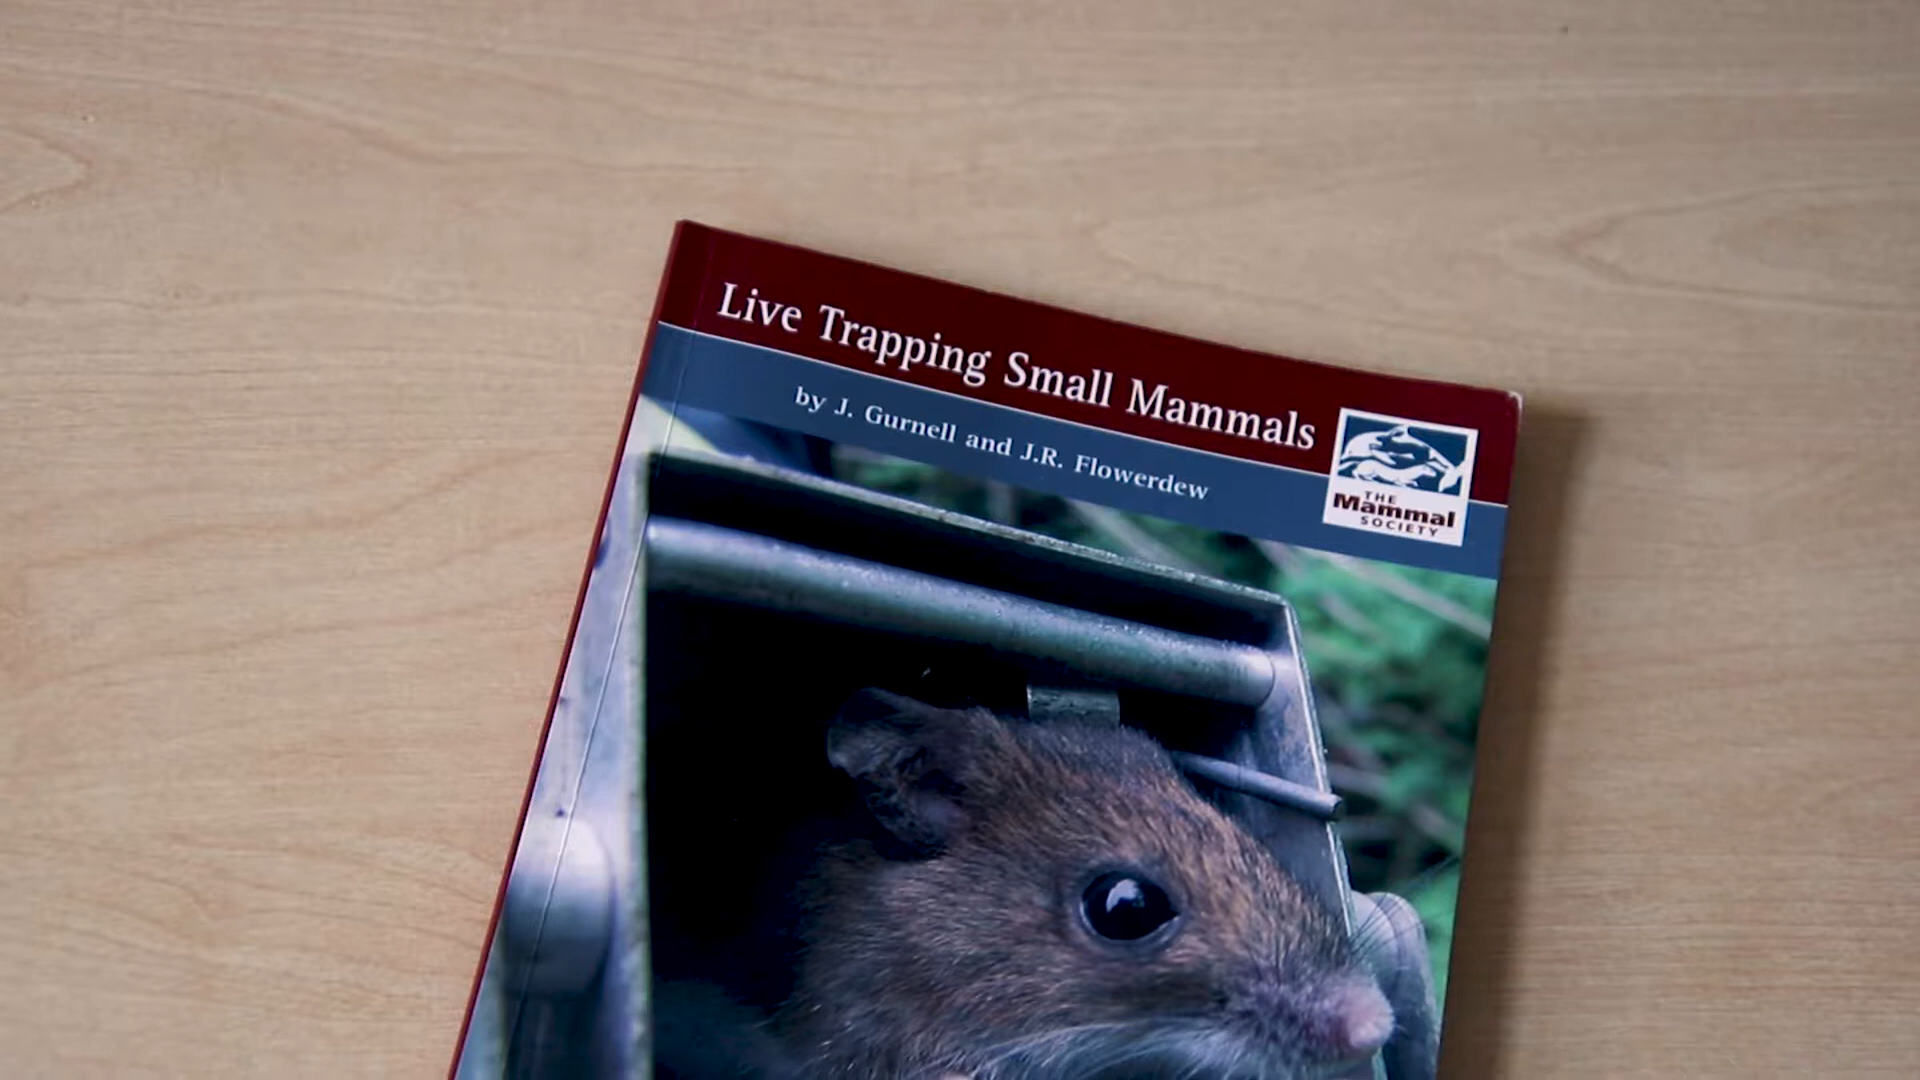 Live Trapping Small Mammals
by J. Gurnell and J.R. Flowerdew
THE
Mammal
SOCIETY